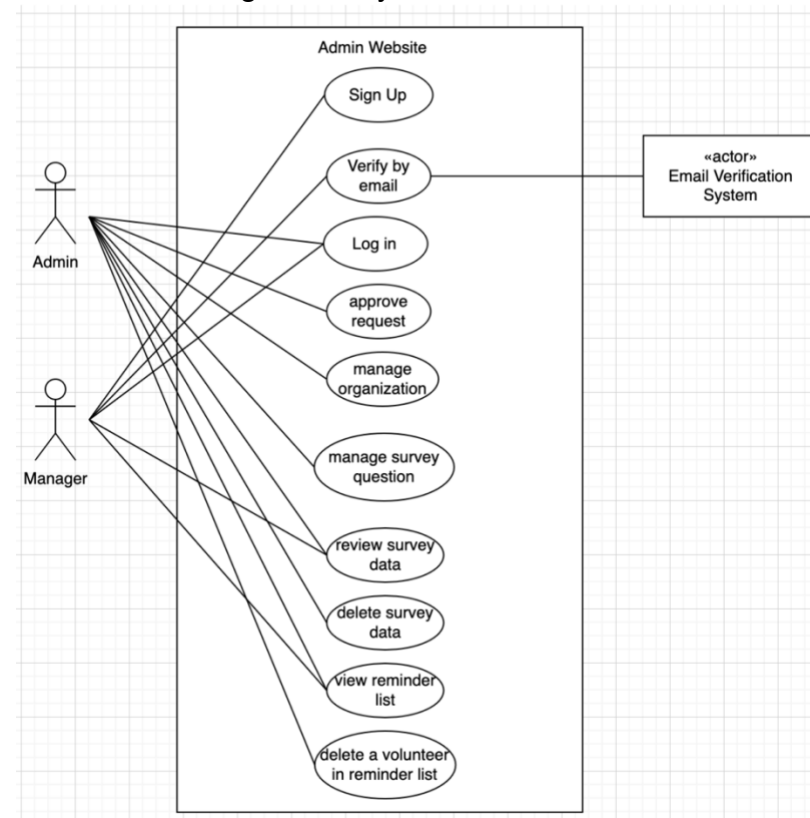 Admin Website
Sign Up
Verify by
email
«actor»
Email Verification
System
Log in
Admin
approve
request
manage
organization
Manager
manage survey
question
review survey
data
delete survey
data
view reminder
list
delete a volunteer
in reminder list